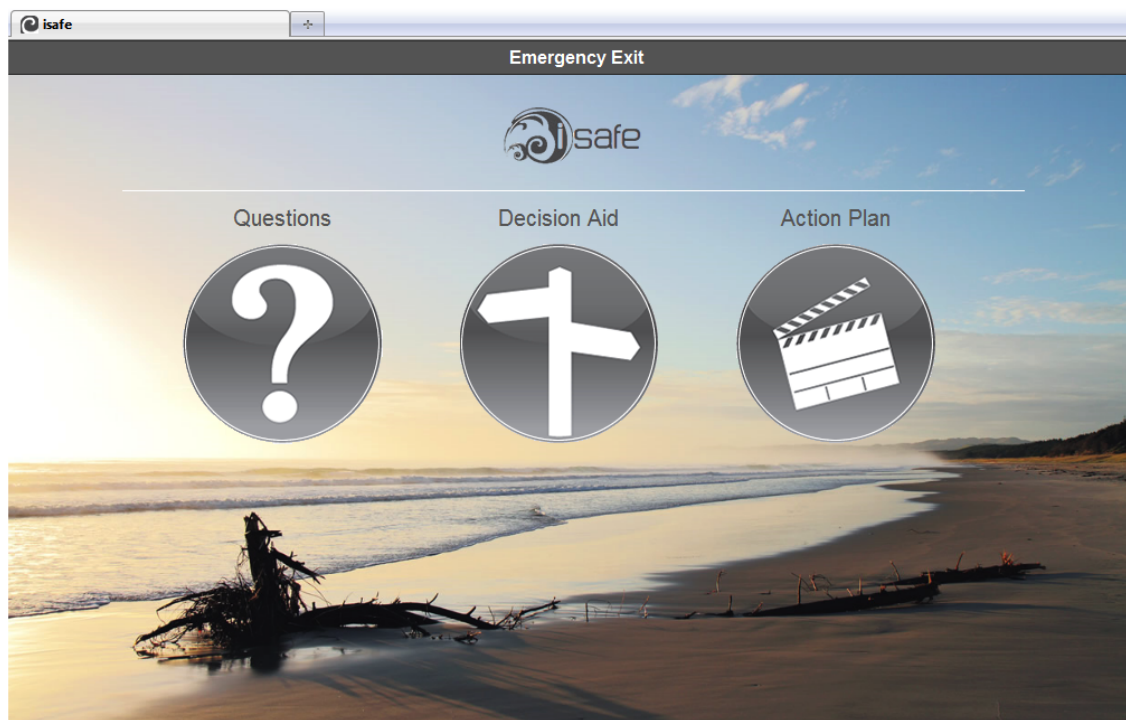 isafe
Emergency Exit
isafe
Questions
Decision Aid
Action Plan